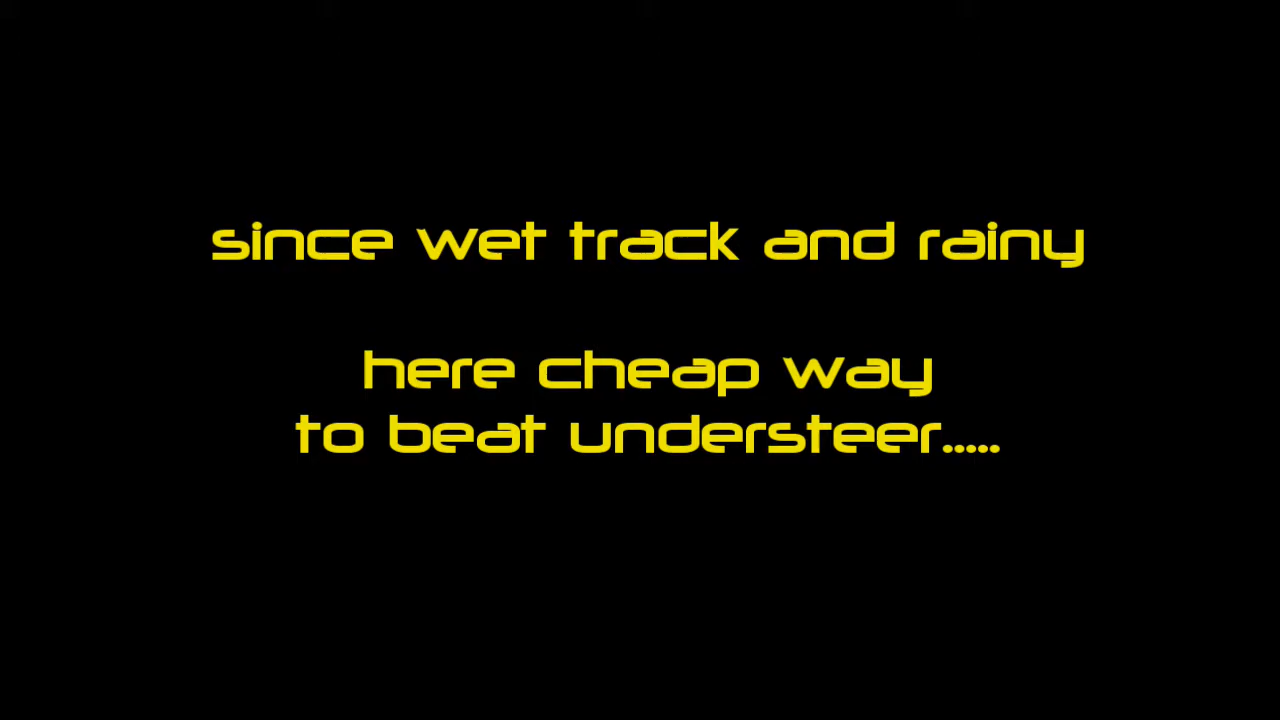 since wet track and rainy
here cheap way
to beat understeer.....